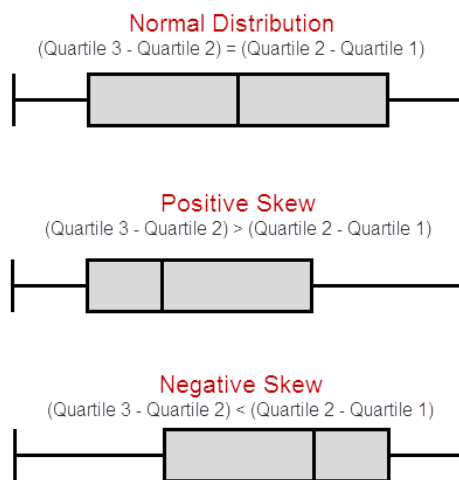 Normal Distribution
(Quartile 3 - Quartile 2) = (Quartile 2 - Quartile 1)
Positive Skew
(Quartile 3 - Quartile 2) > (Quartile 2 - Quartile 1)
Negative Skew
(Quartile 3 - Quartile 2) < (Quartile 2 - Quartile 1)